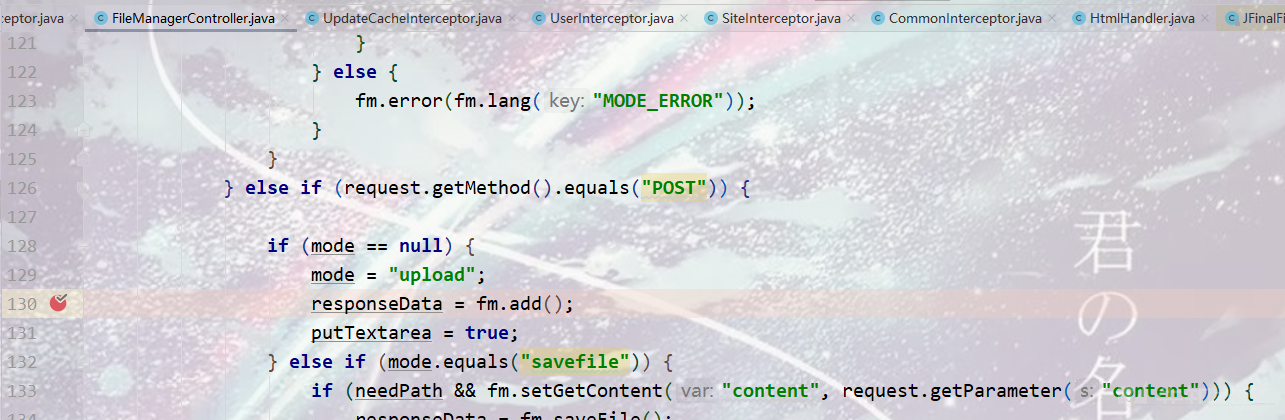 ceptor.java × FileManagerController.java × UpdateCacheInterceptor.java × UserInterceptor.java × SiteInterceptor.java × CommonInterceptor.java × HtmlHandler.java × JFinalFi
121 }
122 } else {
123 fm.error(fm.lang( key: "MODE_ERROR"));
124 }
125 }
126 } else if (request.getMethod().equals("POST")) {
127
128 if (mode == null) {
129 mode = "upload";
130 responseData = fm.add();
131 putTextarea = true;
132 } else if (mode.equals("savefile")) {
133 if (needPath && fm.setGetContent( var: "content", request.getParameter( s: "content"))) {
134 responseData = fm.saveFile();
君の名